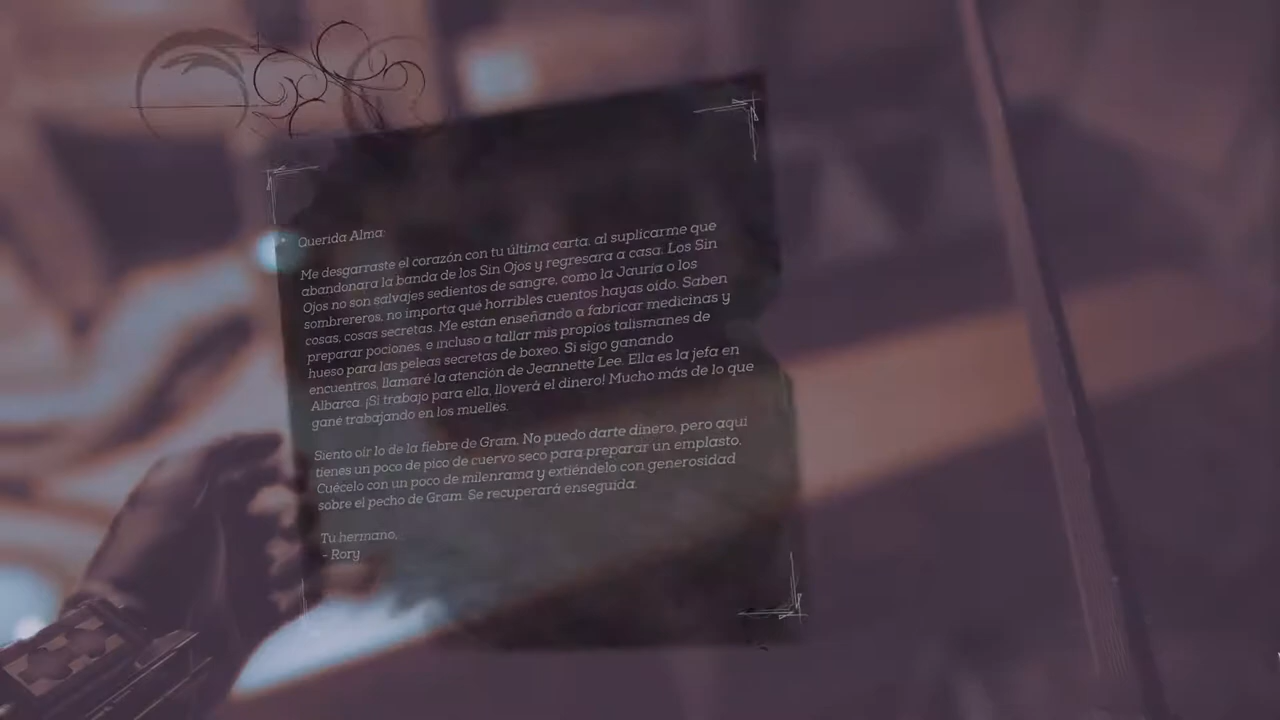 Querida Alma:
Me desgarraste el corazón con tu última carta, al suplicarme que
abandonara la banda de los Sin Ojos y regresara a casa. Los Sin
Ojos no son salvajes sedientos de sangre, como la Jauría o los
sombrereros, no importa qué horribles cuentos hayas oído. Saben
cosas, cosas secretas. Me están enseñando a fabricar medicinas y
preparar pociones, e incluso a tallar mis propios talismanes de
hueso para las peleas secretas de boxeo. Si sigo ganando
encuentros, llamaré la atención de Jeannette Lee. Ella es la jefa en
Albarca. ¡Si trabajo para ella, lloverá el dinero! Mucho más de lo que
gané trabajando en los muelles.
Siento oír lo de la fiebre de Gram. No puedo darte dinero, pero aquí
tienes un poco de pico de cuervo seco para preparar un emplasto.
Cuécelo con un poco de milenrama y extiéndelo con generosidad
sobre el pecho de Gram. Se recuperará enseguida.
Tu hermano,
- Rory